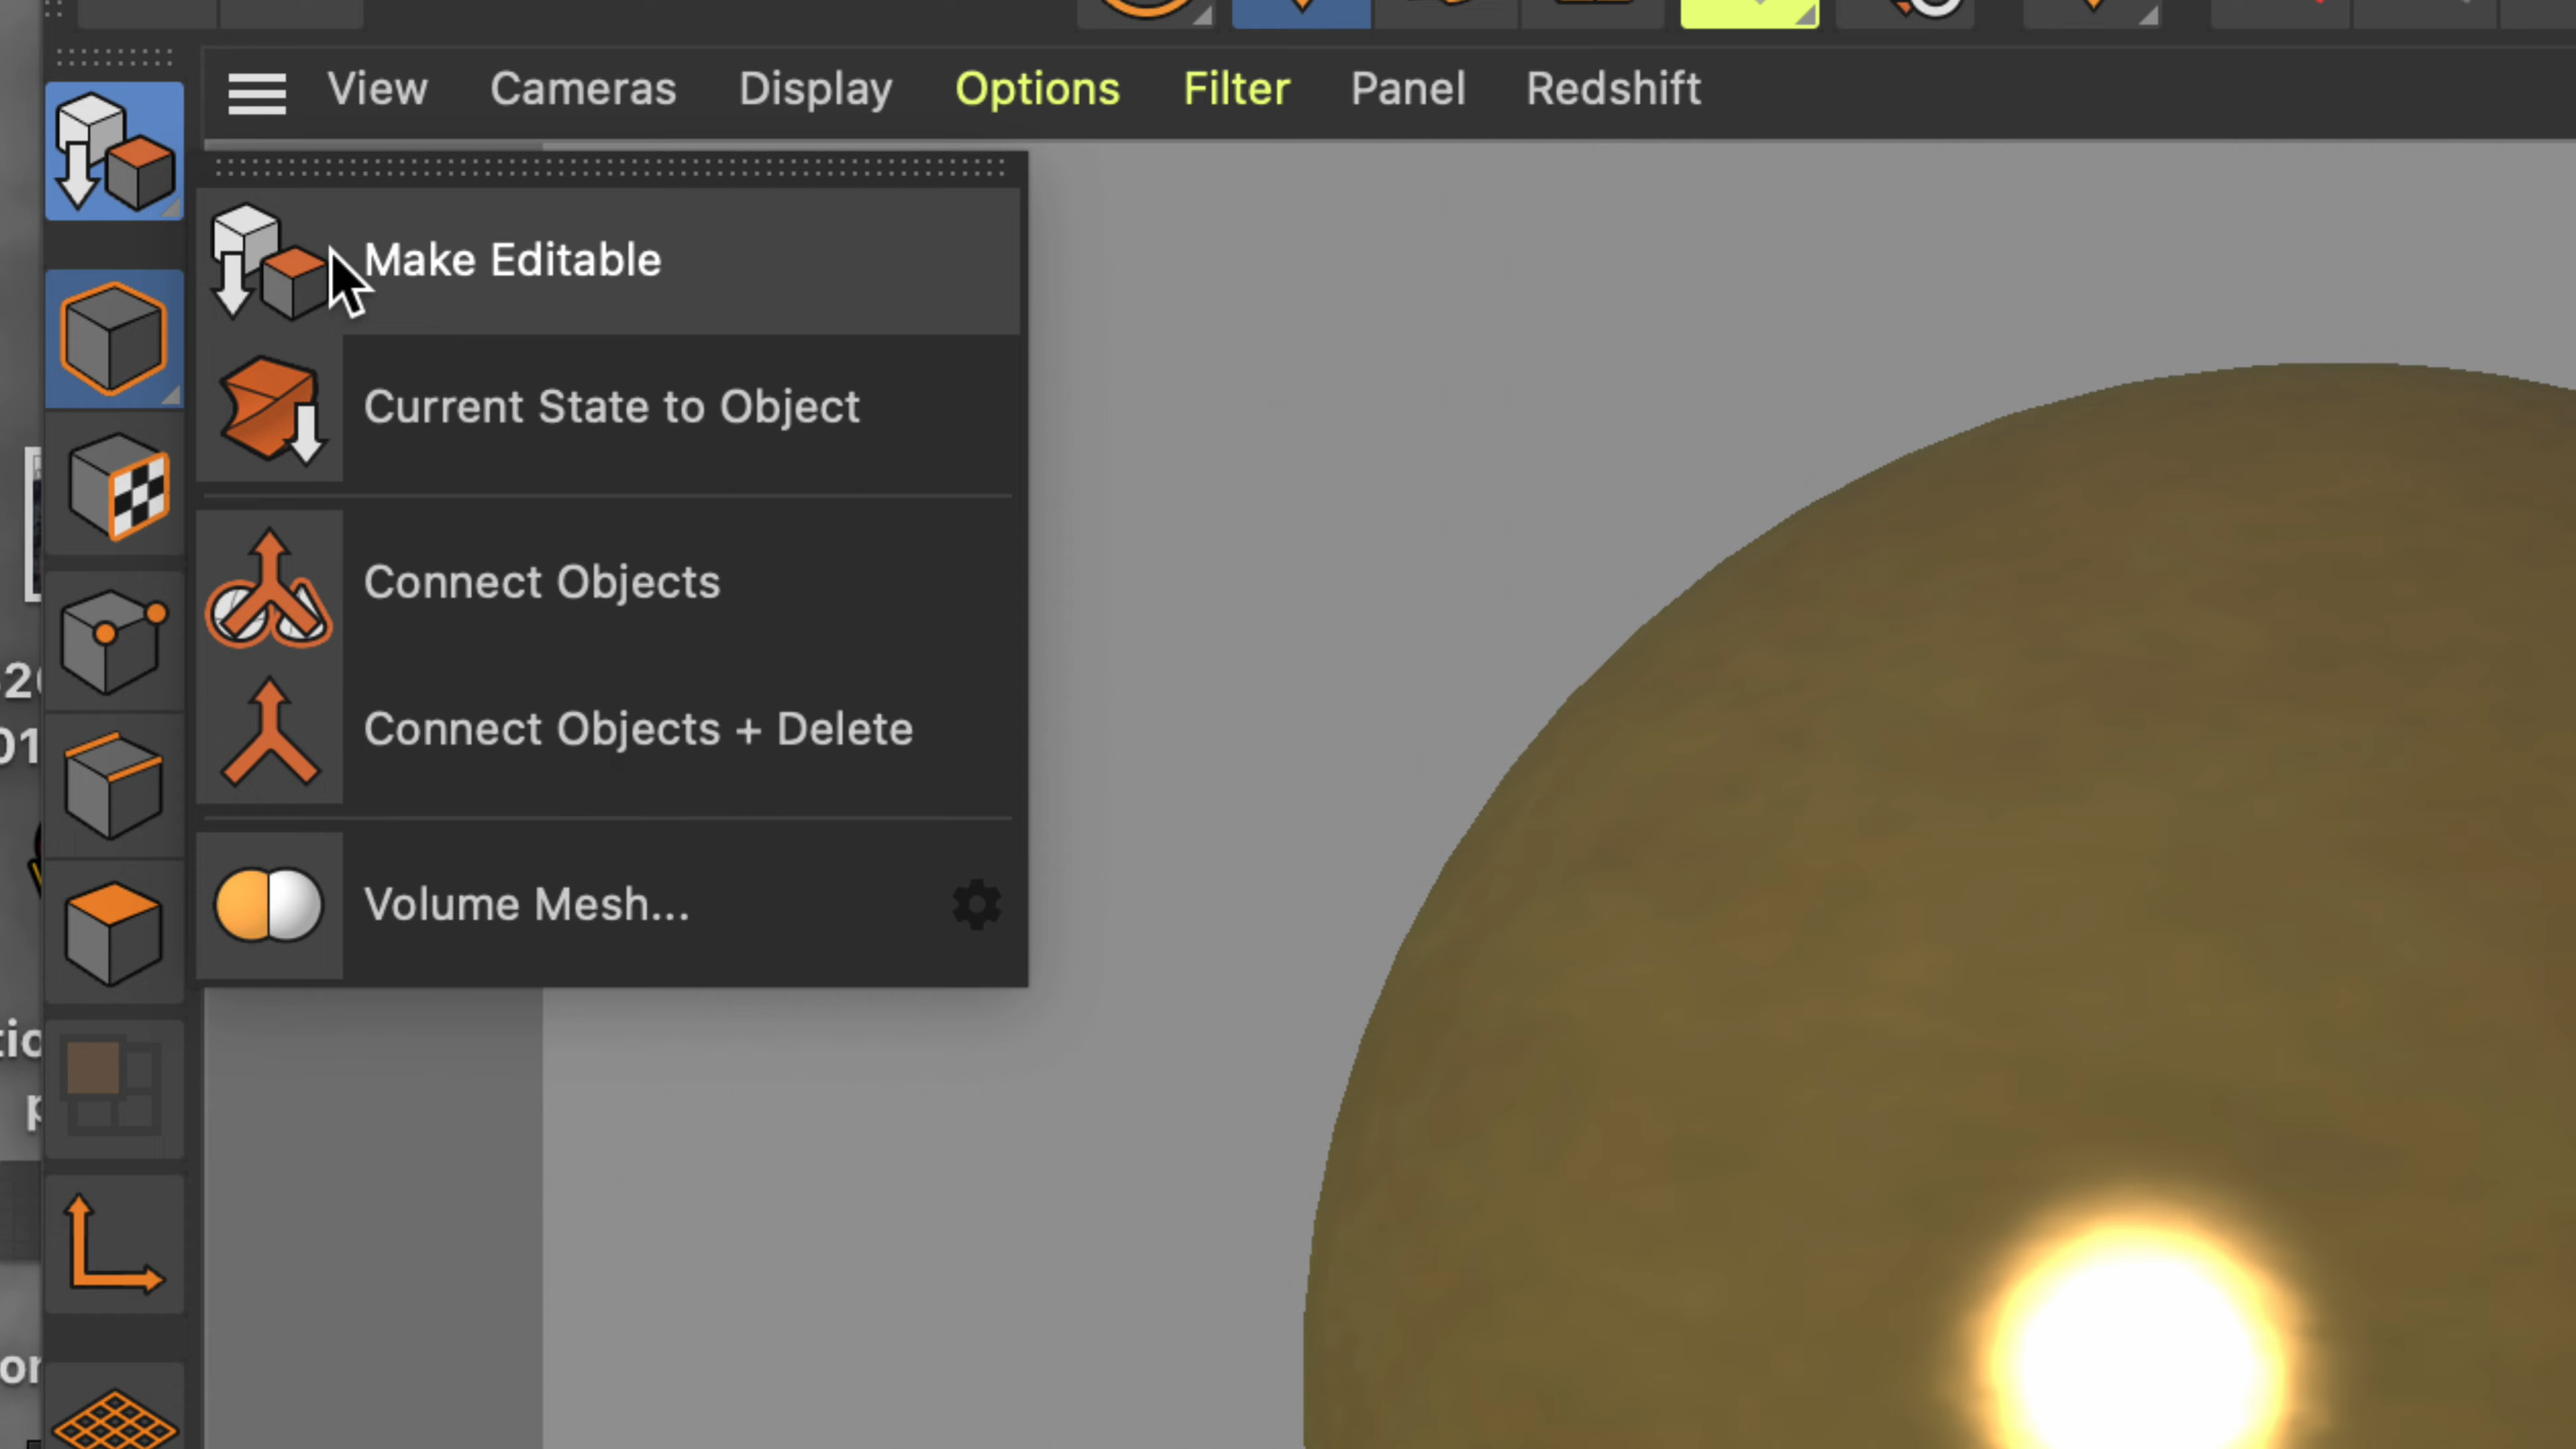 View Cameras Display Options Filter Panel Redshift
Make Editable
Current State to Object
Connect Objects
Connect Objects + Delete
Volume Mesh...